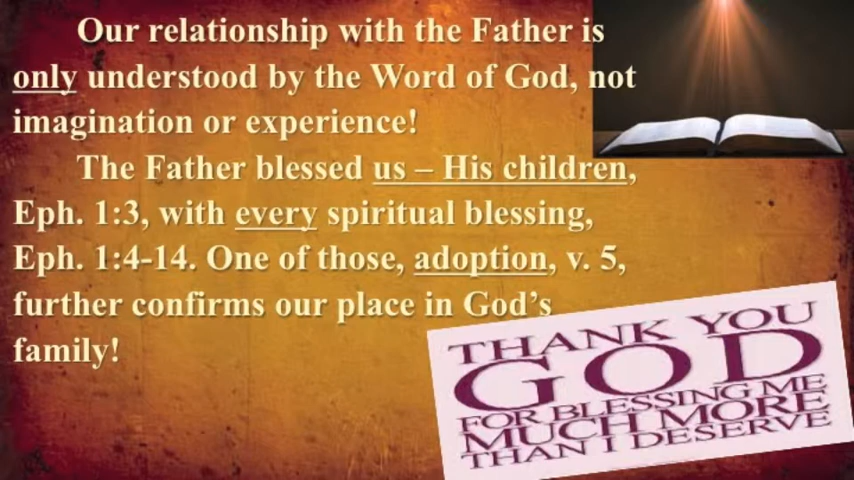 Our relationship with the Father is
only understood by the Word of God, not
imagination or experience!
The Father blessed us – His children,
Eph. 1:3, with every spiritual blessing,
Eph. 1:4-14. One of those, adoption, v. 5,
further confirms our place in God’s
family!
THANK YOU
GOD
FOR BLESSING ME
MUCH MORE
THAN I DESERVE